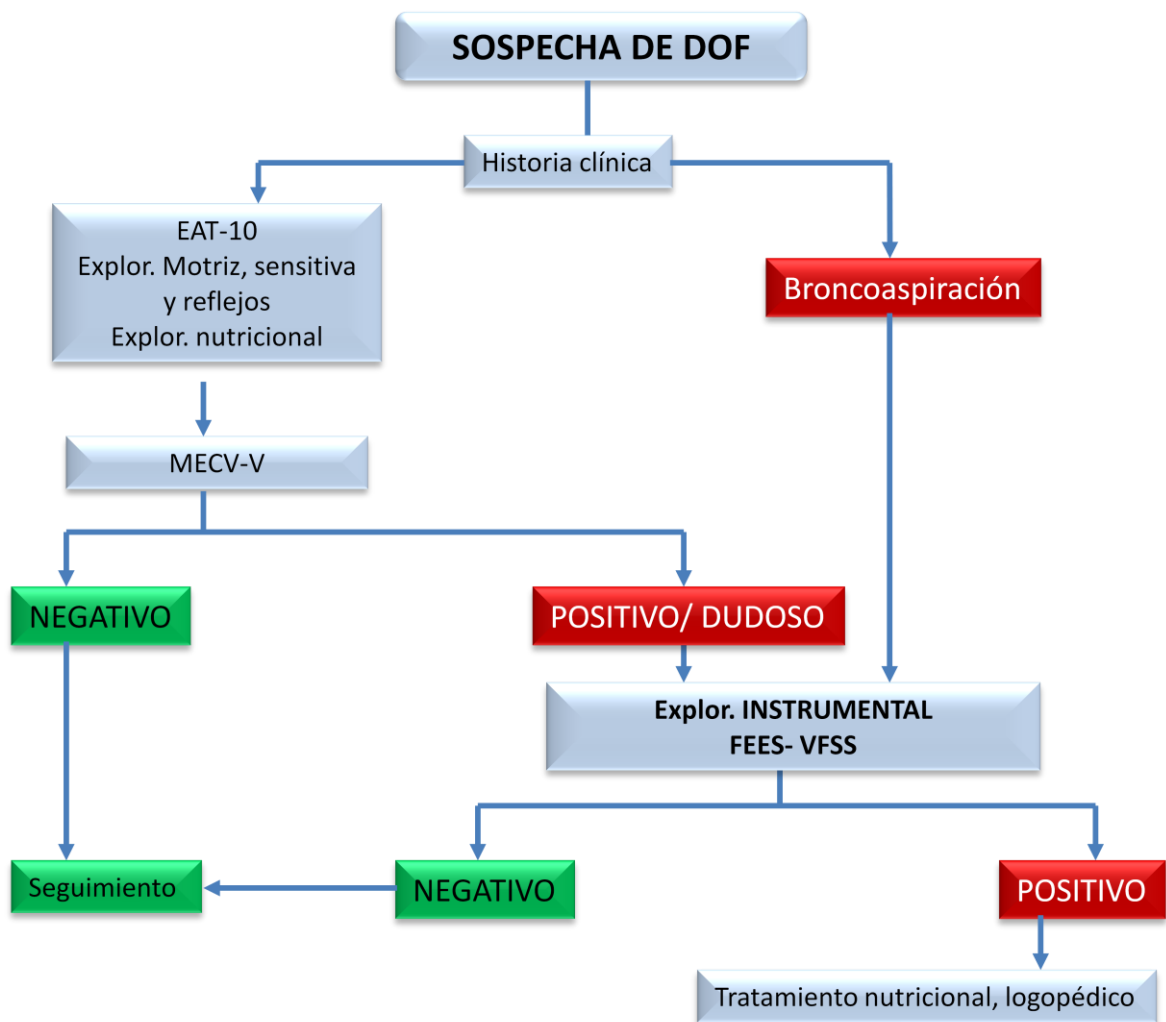 SOSPECHA DE DOF
Historia clínica
EAT-10
Explor. Motriz, sensitiva
y reflejos
Explor. nutricional
Broncoaspiración
MECV-V
NEGATIVO
POSITIVO/ DUDOSO
Explor. INSTRUMENTAL
FEES- VFSS
Seguimiento
NEGATIVO
POSITIVO
Tratamiento nutricional, logopédico